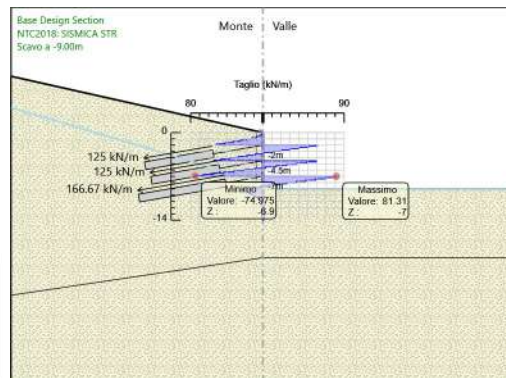 Base Design Section
NTC2018: SISMICA STR
Scavo a -9.00m
Monte
Valle
Taglio (kN/m)
80
90
0
125 kN/m
-2m
125 kN/m
-4.5m
166.67 kN/m
-7m
-14
Minimo
Valore: -74.975
Z : -6.9
Massimo
Valore: 81.31
Z : -7